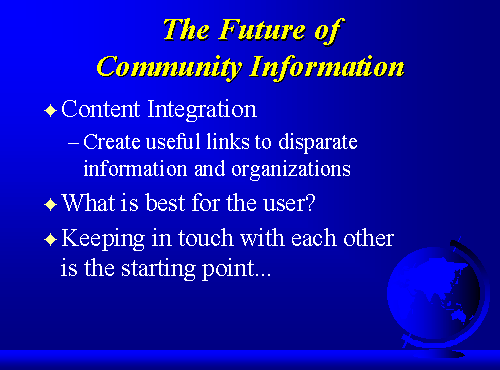 The Future of
Community Information
Content Integration
– Create useful links to disparate
information and organizations
What is best for the user?
Keeping in touch with each other
is the starting point...